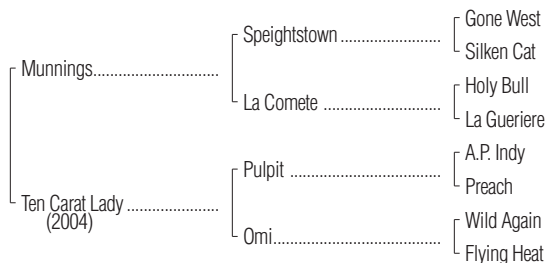 Gone West
Speightstown
Silken Cat
Munnings
Holy Bull
La Comete
La Gueriere
A.P. Indy
Pulpit
Preach
Ten Carat Lady
(2004)
Wild Again
Omi
Flying Heat